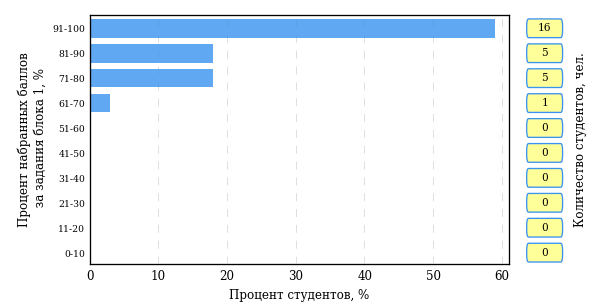 Процент набранных баллов
за задания блока 1, %
91-100 16
81-90 5
71-80 5
61-70 1
51-60 0
41-50 0
31-40 0
21-30 0
11-20 0
0-10 0
0 10 20 30 40 50 60
Процент студентов, %
Количество студентов, чел.